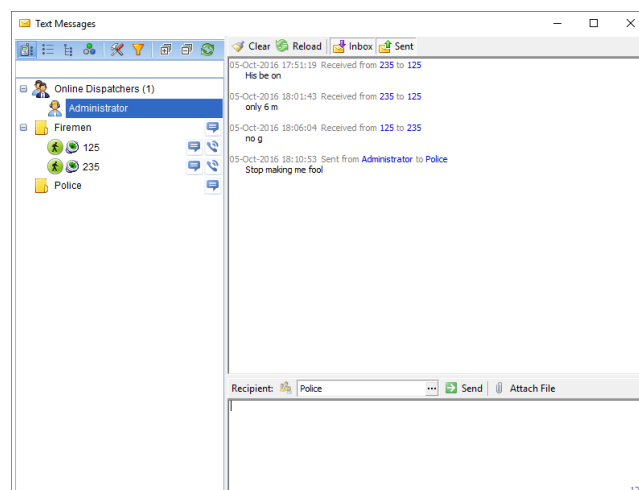 Text Messages
Clear Reload Inbox Sent
Online Dispatchers (1)
Administrator
Firemen
125
235
Police
05-Oct-2016 17:51:19 Received from 235 to 125
His be on
05-Oct-2016 18:01:43 Received from 235 to 125
only 6 m
05-Oct-2016 18:06:04 Received from 125 to 235
no g
05-Oct-2016 18:10:53 Sent from Administrator to Police
Stop making me fool
Recipient: Police ... Send Attach File